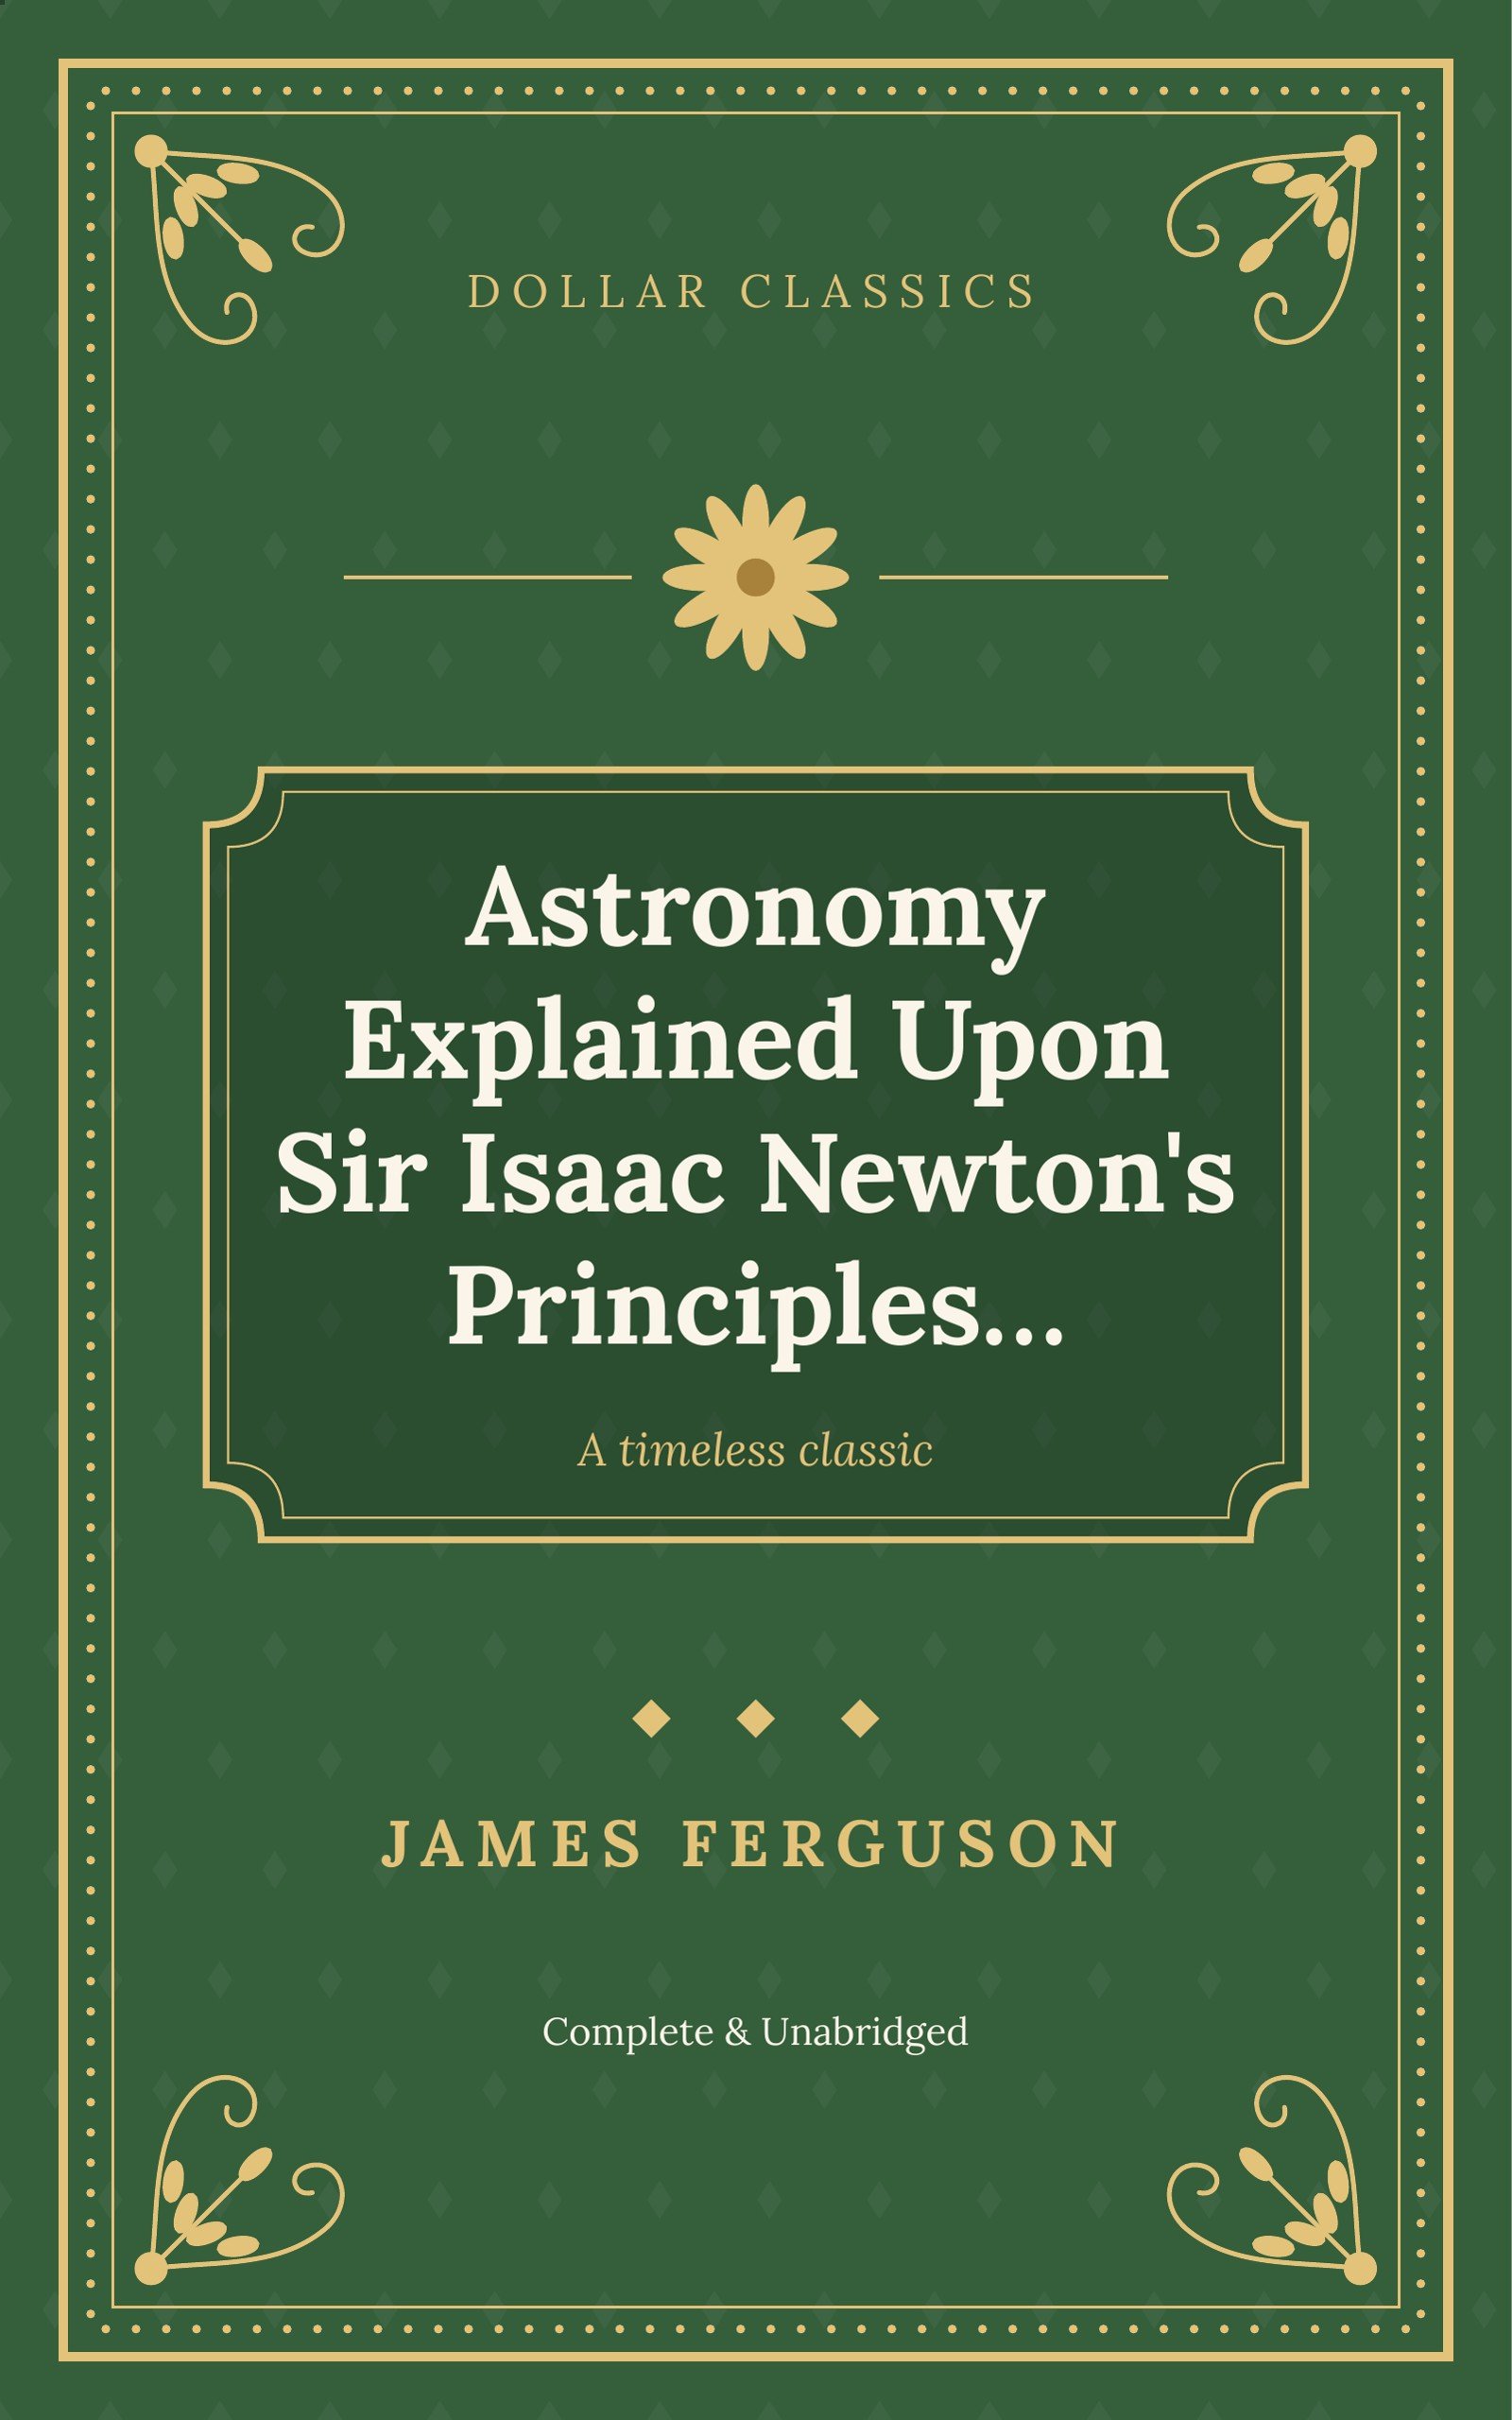 DOLLAR CLASSICS
Astronomy
Explained Upon
Sir Isaac Newton's
Principles...
A timeless classic
JAMES FERGUSON
Complete & Unabridged